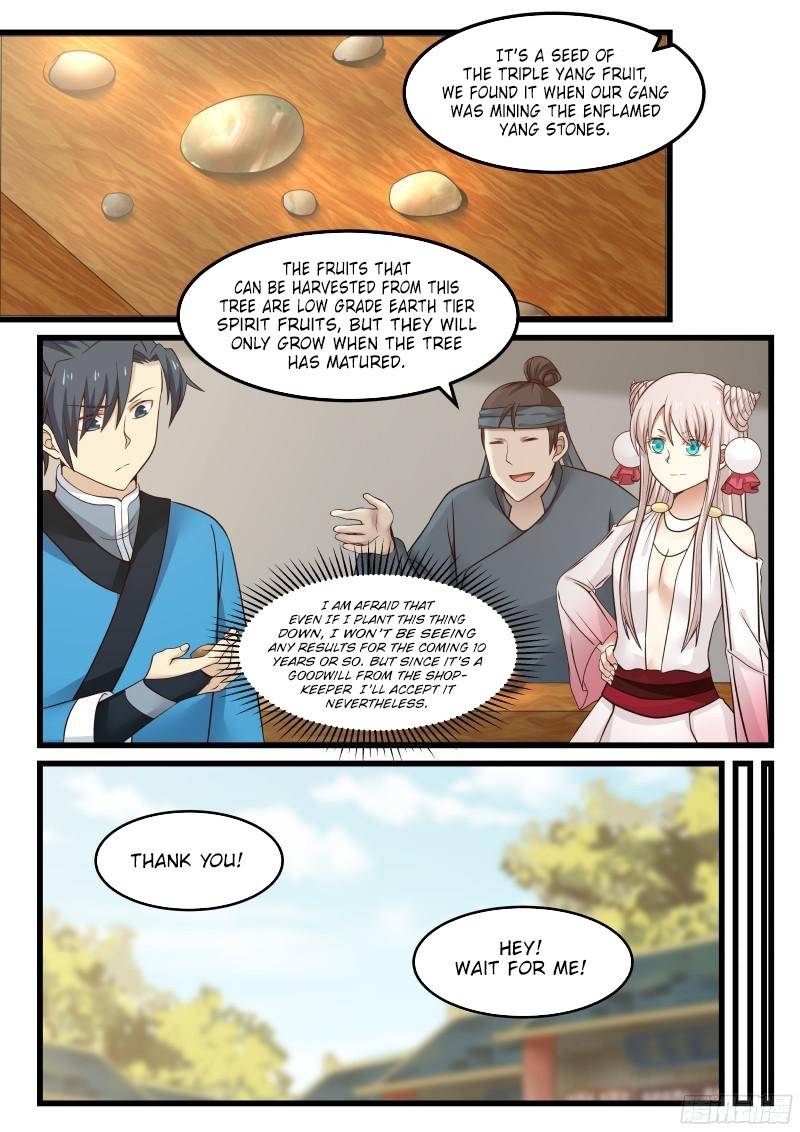 IT'S A SEED OF
THE TRIPLE YANG FRUIT,
WE FOUND IT WHEN OUR GANG
WAS MINING THE ENFLAMED
YANG STONES.
THE FRUITS THAT
CAN BE HARVESTED FROM THIS
TREE ARE LOW GRADE EARTH TIER
SPIRIT FRUITS, BUT THEY WILL
ONLY GROW WHEN THE TREE
HAS MATURED.
I AM AFRAID THAT
EVEN IF I PLANT THIS THING
DOWN, I WON'T BE SEEING
ANY RESULTS FOR THE COMING 10
YEARS OR SO. BUT SINCE IT'S A
GOODWILL FROM THE SHOP-
KEEPER I'LL ACCEPT IT
NEVERTHELESS.
THANK YOU!
HEY!
WAIT FOR ME!